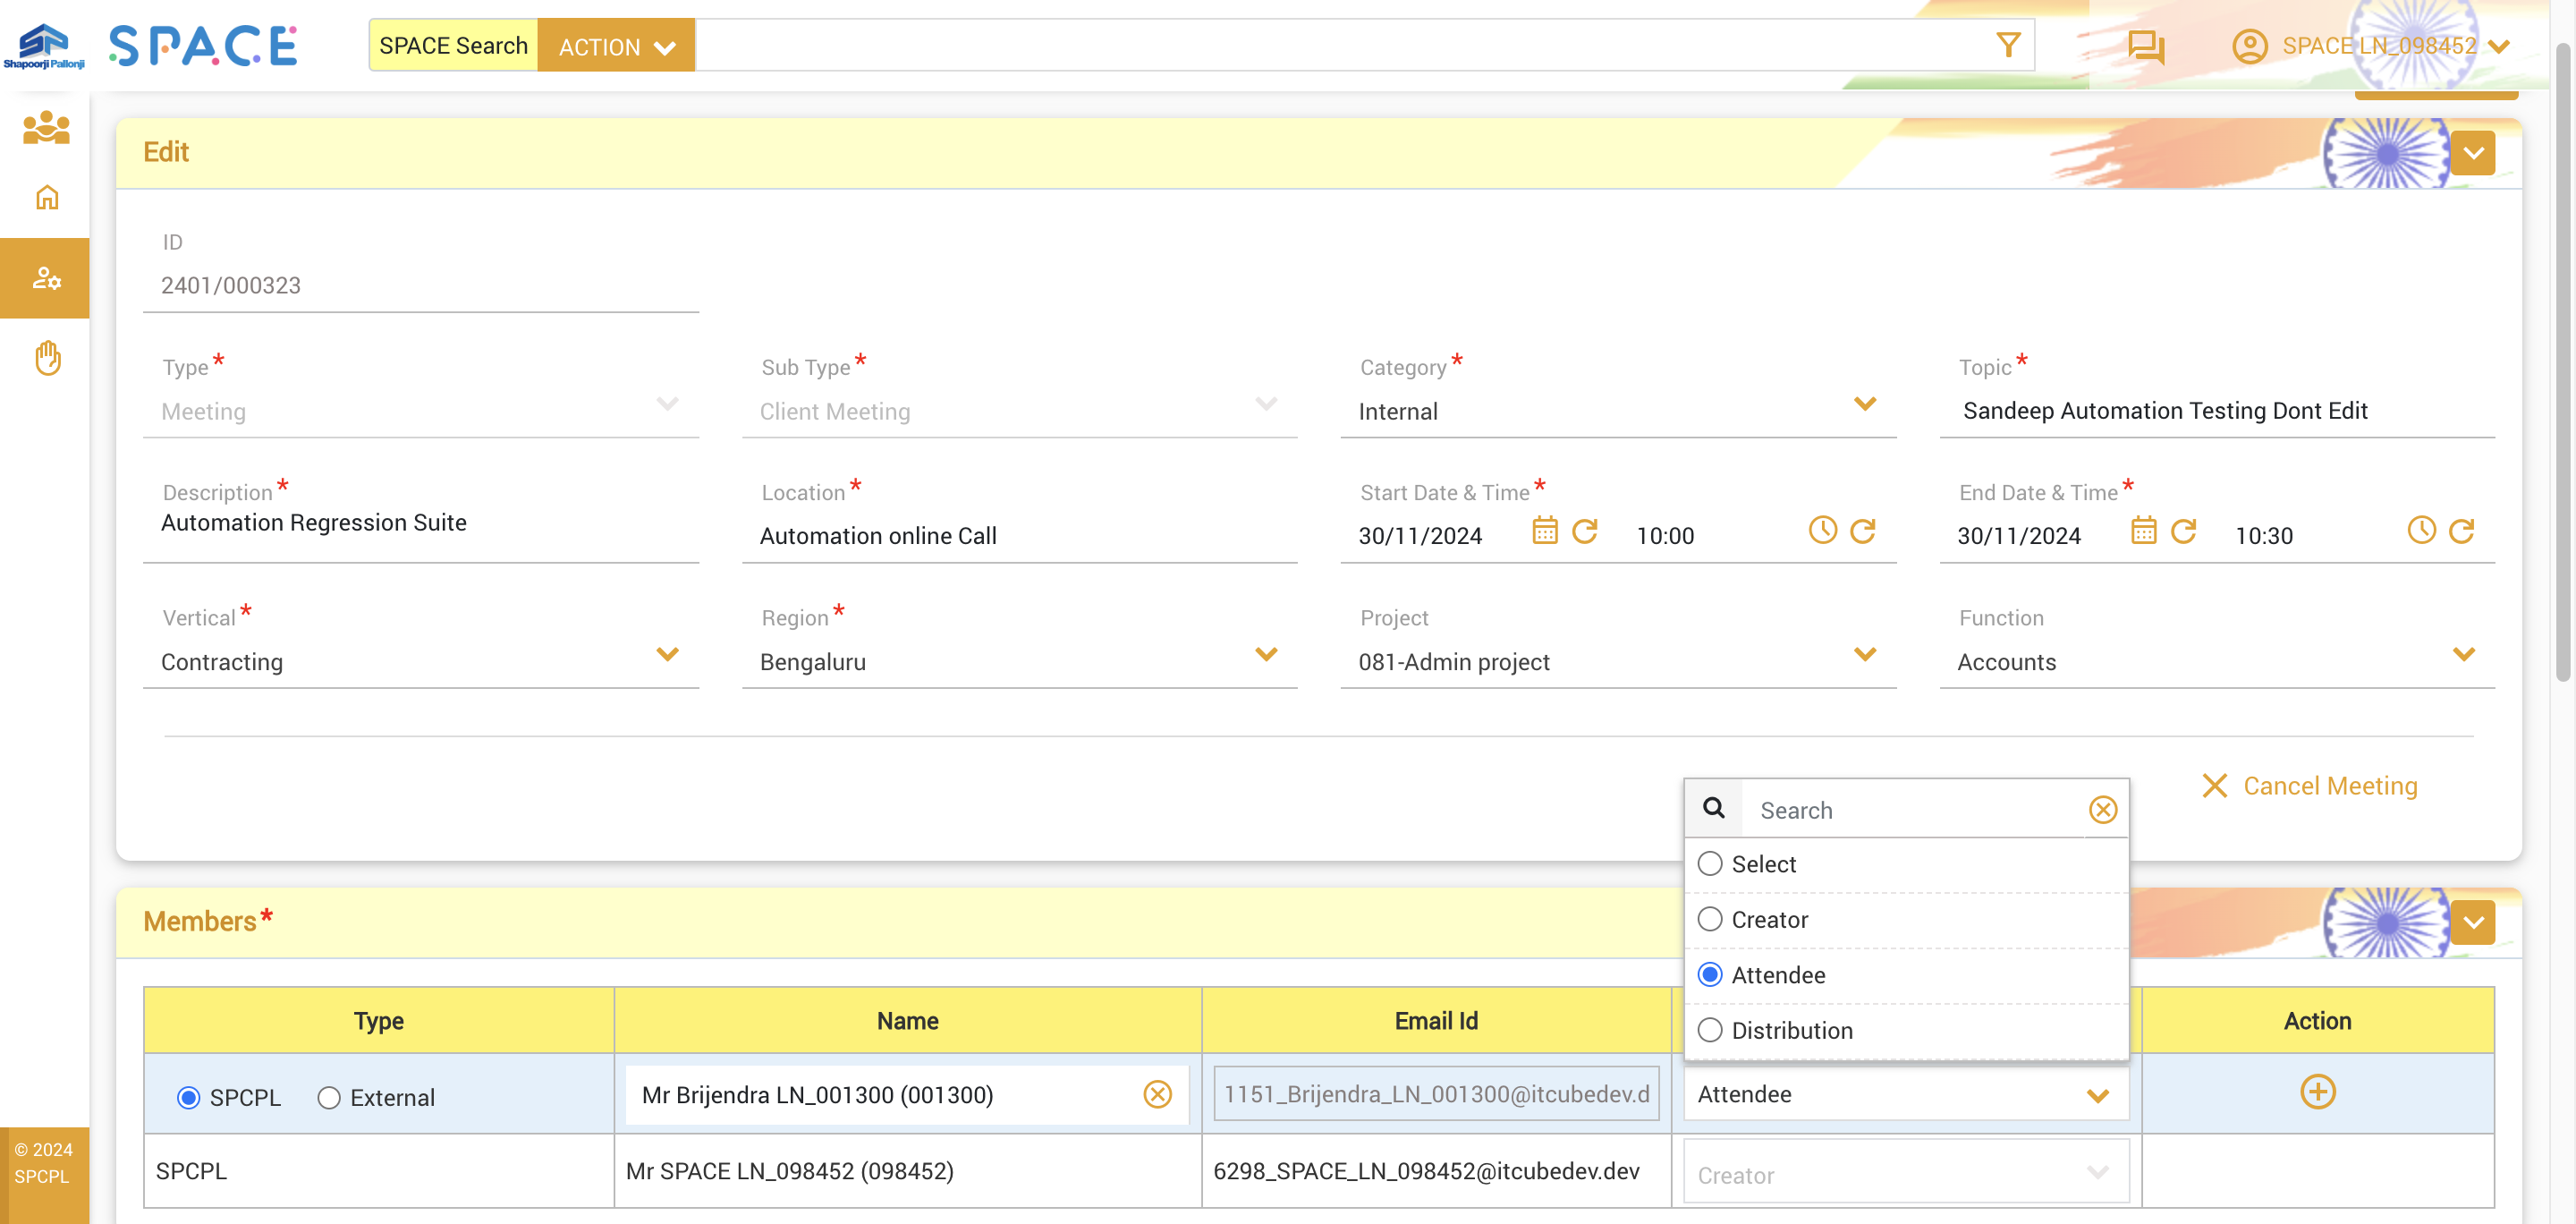 Shapoorji Pallonji
SPACE
SPACE Search
ACTION
SPACE LN_098452
Edit
ID
2401/000323
Type*
Meeting
Sub Type*
Client Meeting
Category*
Internal
Topic*
Sandeep Automation Testing Dont Edit
Description*
Automation Regression Suite
Location*
Automation online Call
Start Date & Time*
30/11/2024 10:00
End Date & Time*
30/11/2024 10:30
Vertical*
Contracting
Region*
Bengaluru
Project
081-Admin project
Function
Accounts
Cancel Meeting
Search
Select
Creator
Attendee
Distribution
Members*
Type Name Email Id Action
SPCPL External Mr Brijendra LN_001300 (001300) 1151_Brijendra_LN_001300@itcubedev.d Attendee
SPCPL Mr SPACE LN_098452 (098452) 6298_SPACE_LN_098452@itcubedev.dev Creator
© 2024
SPCPL